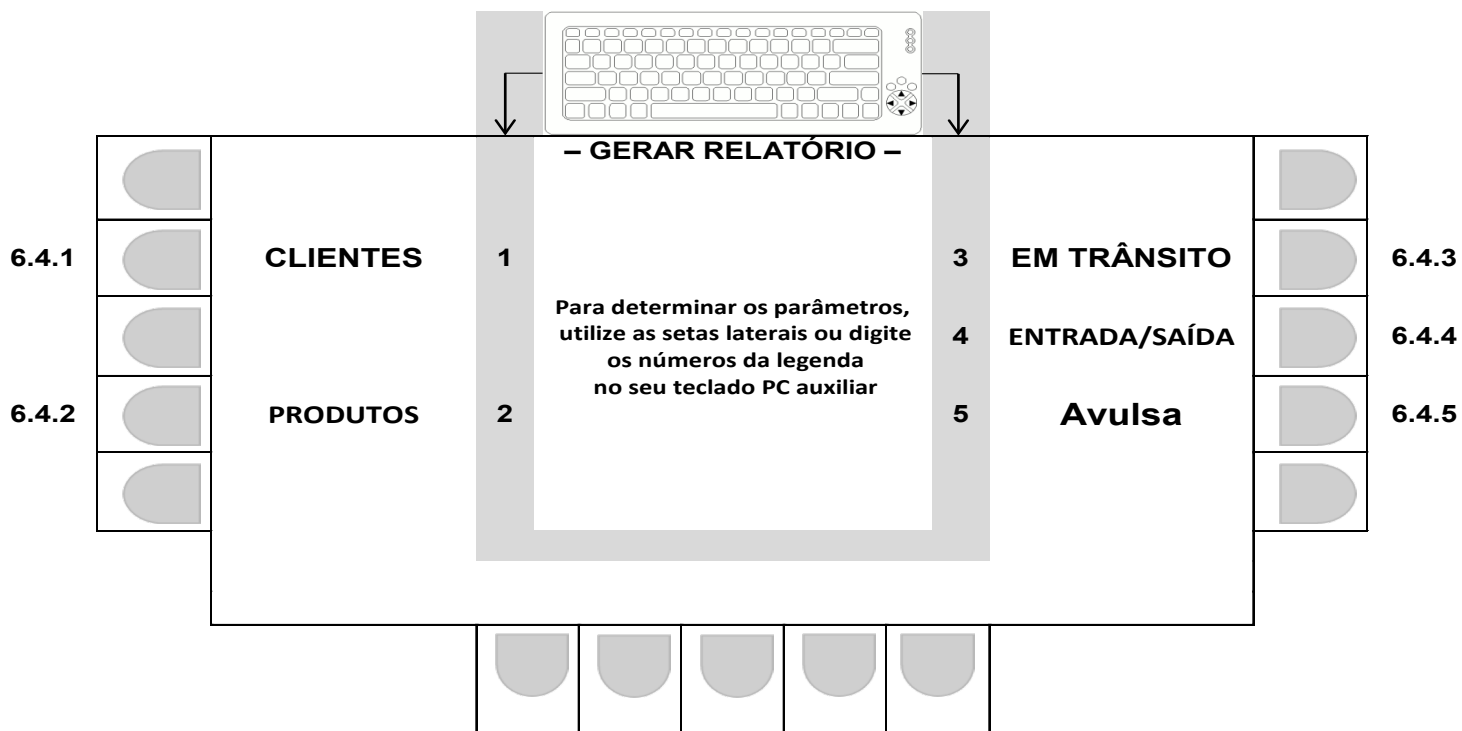 – GERAR RELATÓRIO –
6.4.1 CLIENTES 1 3 EM TRÂNSITO 6.4.3
Para determinar os parâmetros,
utilize as setas laterais ou digite
os números da legenda
no seu teclado PC auxiliar
4 ENTRADA/SAÍDA 6.4.4
6.4.2 PRODUTOS 2 5 Avulsa 6.4.5